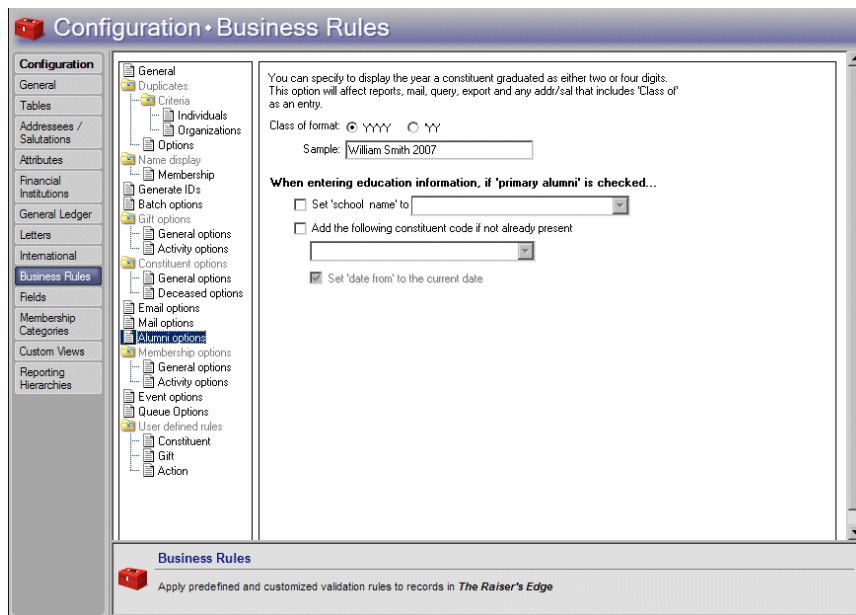 Configuration • Business Rules
Configuration
General
Tables
Addressees /
Salutations
Attributes
Financial
Institutions
General Ledger
Letters
International
Business Rules
Fields
Membership
Categories
Custom Views
Reporting
Hierarchies
General
Duplicates
Criteria
Individuals
Organizations
Options
Name display
Membership
Generate IDs
Batch options
Gift options
General options
Activity options
Constituent options
General options
Deceased options
Email options
Mail options
Alumni options
Membership options
General options
Activity options
Event options
Queue Options
User defined rules
Constituent
Gift
Action
You can specify to display the year a constituent graduated as either two or four digits.
This option will affect reports, mail, query, export and any addr/sal that includes 'Class of'
as an entry.
Class of format: YYYY 'YY
Sample: William Smith 2007
When entering education information, if 'primary alumni' is checked...
Set 'school name' to
Add the following constituent code if not already present
Set 'date from' to the current date
Business Rules
Apply predefined and customized validation rules to records in The Raiser's Edge